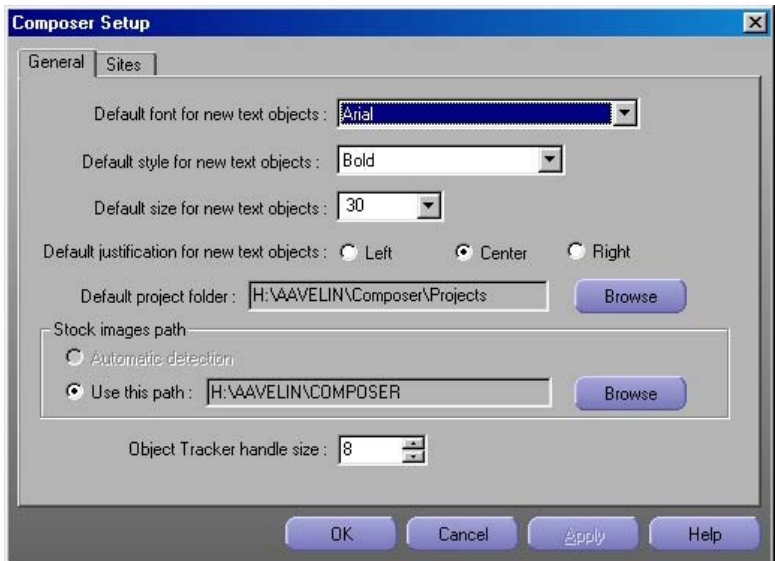 Composer Setup
General Sites
Default font for new text objects : Arial
Default style for new text objects : Bold
Default size for new text objects : 30
Default justification for new text objects : Left Center Right
Default project folder : H:\AAVELIN\Composer\Projects Browse
Stock images path
Automatic detection
Use this path : H:\AAVELIN\COMPOSER Browse
Object Tracker handle size : 8
OK Cancel Apply Help